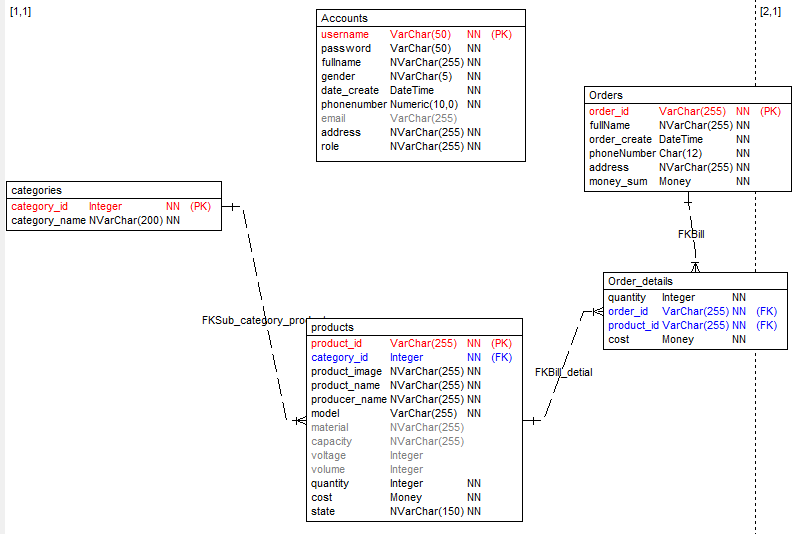 [1,1]
[2,1]
Accounts
username VarChar(50) NN (PK)
password VarChar(50) NN
fullname NVarChar(255) NN
gender NVarChar(5) NN
date_create DateTime NN
phonenumber Numeric(10,0) NN
email VarChar(255)
address NVarChar(255) NN
role NVarChar(255) NN
Orders
order_id VarChar(255) NN (PK)
fullName NVarChar(255) NN
order_create DateTime NN
phoneNumber Char(12) NN
address NVarChar(255) NN
money_sum Money NN
categories
category_id Integer NN (PK)
category_name NVarChar(200) NN
FKBill
Order_details
quantity Integer NN
order_id VarChar(255) NN (FK)
product_id VarChar(255) NN (FK)
cost Money NN
FKSub_category_product
products
product_id VarChar(255) NN (PK)
category_id Integer NN (FK)
product_image NVarChar(255) NN
product_name NVarChar(255) NN
producer_name NVarChar(255) NN
model VarChar(255) NN
material NVarChar(255)
capacity NVarChar(255)
voltage Integer
volume Integer
quantity Integer NN
cost Money NN
state NVarChar(150) NN
FKBill_detial